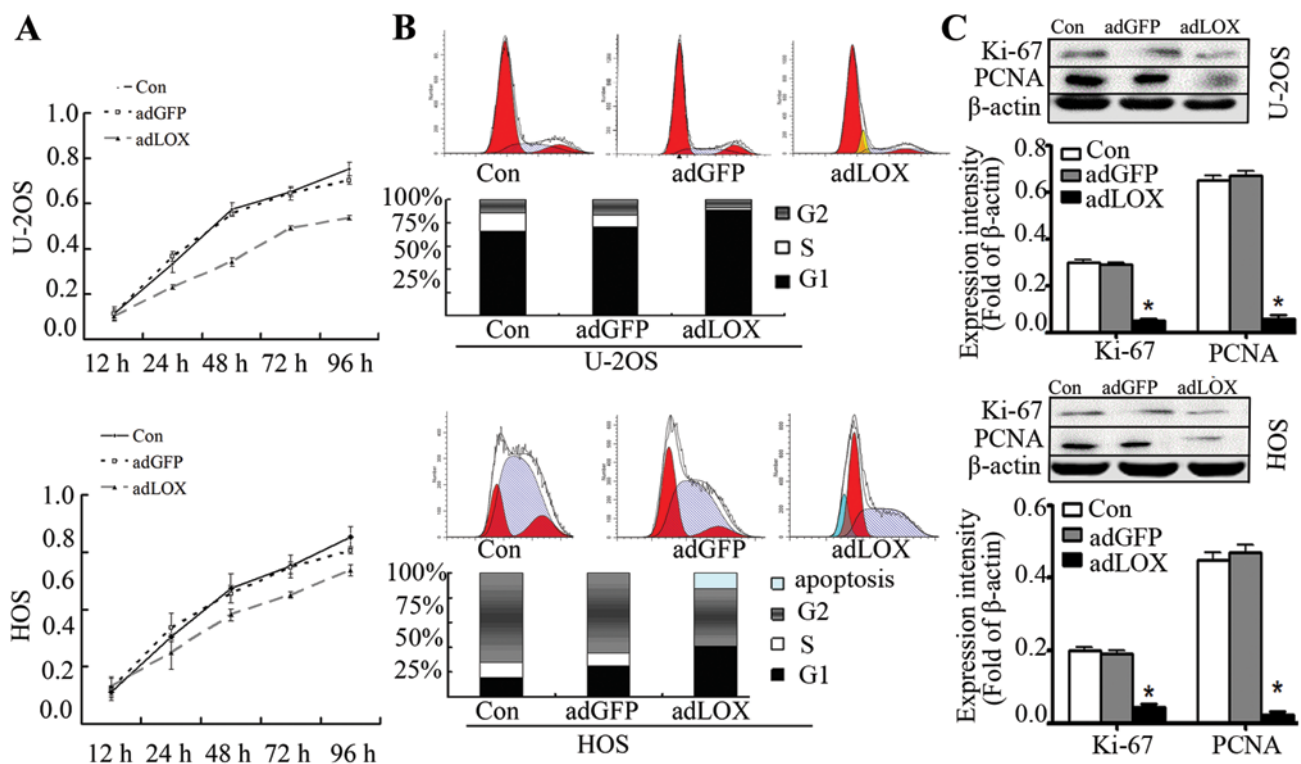 A
Con
adGFP
adLOX
U-2OS
1.0
0.8
0.6
0.4
0.2
0.0
12 h 24 h 48 h 72 h 96 h
Con
adGFP
adLOX
HOS
1.0
0.8
0.6
0.4
0.2
0.0
12 h 24 h 48 h 72 h 96 h
B
Number
Number
Number
Con adGFP adLOX
100%
75%
50%
25%
G2
S
G1
Con adGFP adLOX
U-2OS
Number
Number
Number
Con adGFP adLOX
100%
75%
50%
25%
apoptosis
G2
S
G1
Con adGFP adLOX
HOS
C
Con adGFP adLOX
Ki-67
PCNA
β-actin
U-2OS
Expression intensity
(Fold of β-actin)
0.8
0.6
0.4
0.2
0.0
Con
adGFP
adLOX
* *
Ki-67 PCNA
Con adGFP adLOX
Ki-67
PCNA
β-actin
HOS
Expression intensity
(Fold of β-actin)
0.6
0.4
0.2
0.0
Con
adGFP
adLOX
* *
Ki-67 PCNA